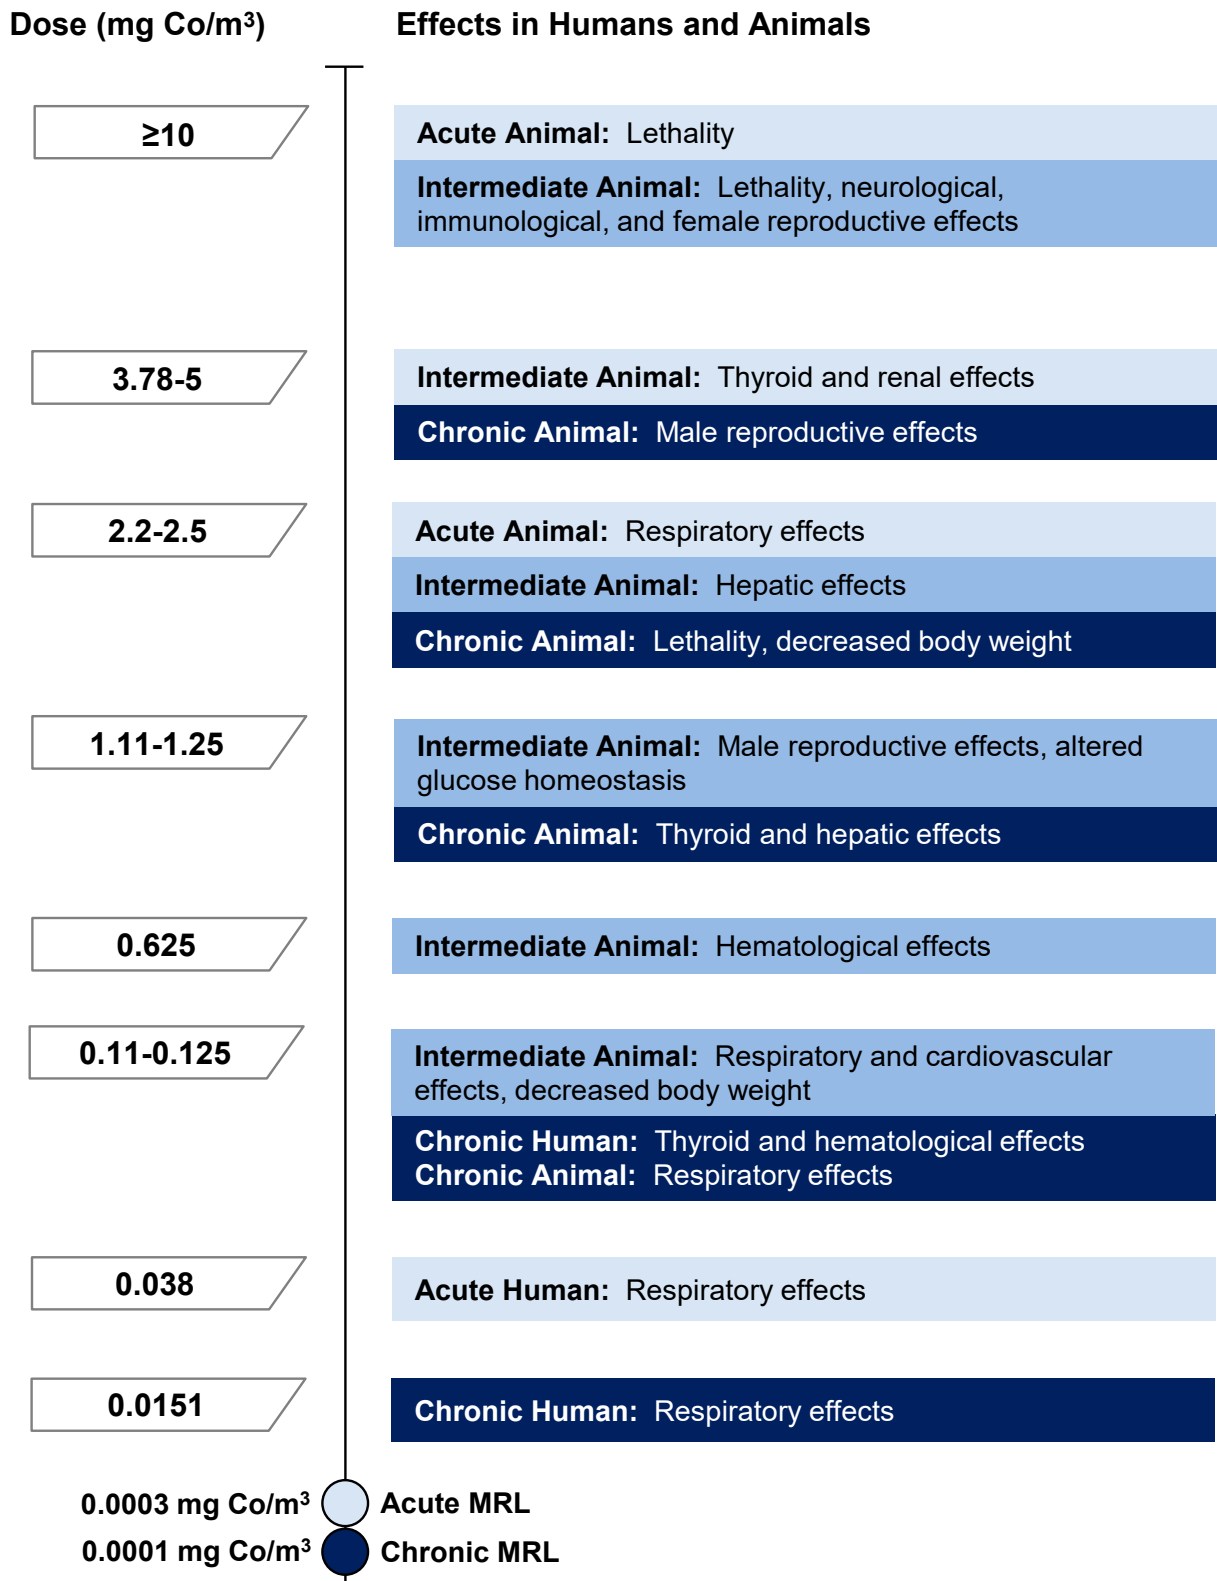 Dose (mg Co/m³) Effects in Humans and Animals
≥10
Acute Animal: Lethality
Intermediate Animal: Lethality, neurological,
immunological, and female reproductive effects
3.78-5
Intermediate Animal: Thyroid and renal effects
Chronic Animal: Male reproductive effects
2.2-2.5
Acute Animal: Respiratory effects
Intermediate Animal: Hepatic effects
Chronic Animal: Lethality, decreased body weight
1.11-1.25
Intermediate Animal: Male reproductive effects, altered
glucose homeostasis
Chronic Animal: Thyroid and hepatic effects
0.625
Intermediate Animal: Hematological effects
0.11-0.125
Intermediate Animal: Respiratory and cardiovascular
effects, decreased body weight
Chronic Human: Thyroid and hematological effects
Chronic Animal: Respiratory effects
0.038
Acute Human: Respiratory effects
0.0151
Chronic Human: Respiratory effects
0.0003 mg Co/m³ Acute MRL
0.0001 mg Co/m³ Chronic MRL